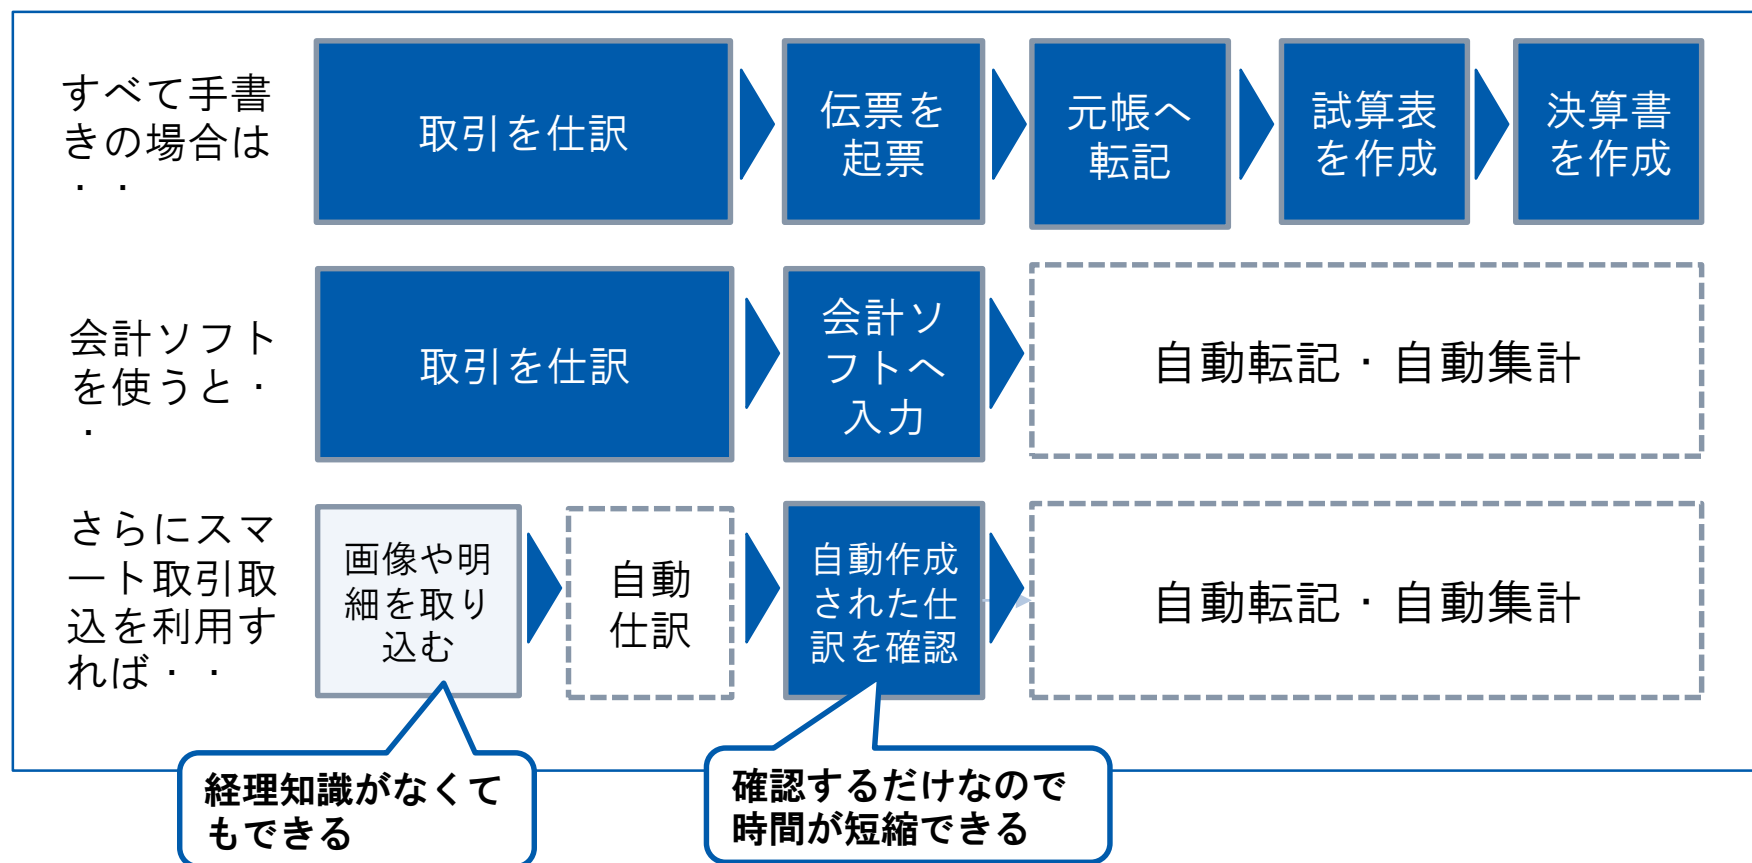 すべて手書
きの場合は
・・
取引を仕訳
伝票を
起票
元帳へ
転記
試算表
を作成
決算書
を作成
会計ソフト
を使うと・
・
取引を仕訳
会計ソ
フトへ
入力
自動転記・自動集計
さらにスマ
ート取引取
込を利用す
れば・・
画像や明
細を取り
込む
自動
仕訳
自動作成
された仕
訳を確認
自動転記・自動集計
経理知識がなくて
もできる
確認するだけなので
時間が短縮できる